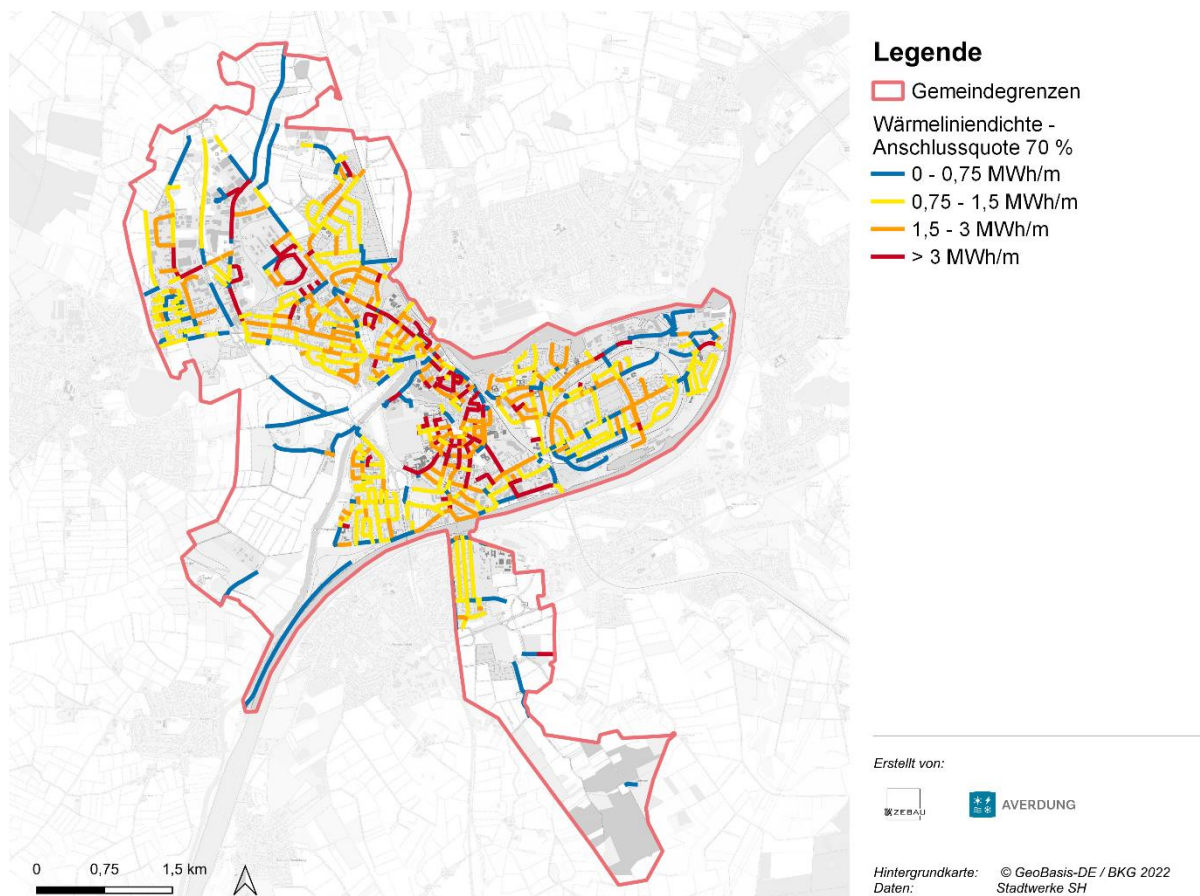 Legende
Gemeindegrenzen
Wärmeliniendichte -
Anschlussquote 70 %
0 - 0,75 MWh/m
0,75 - 1,5 MWh/m
1,5 - 3 MWh/m
> 3 MWh/m
Erstellt von:
ZEBAU
AVERDUNG
0 0,75 1,5 km
Hintergrundkarte: © GeoBasis-DE / BKG 2022
Daten: Stadtwerke SH